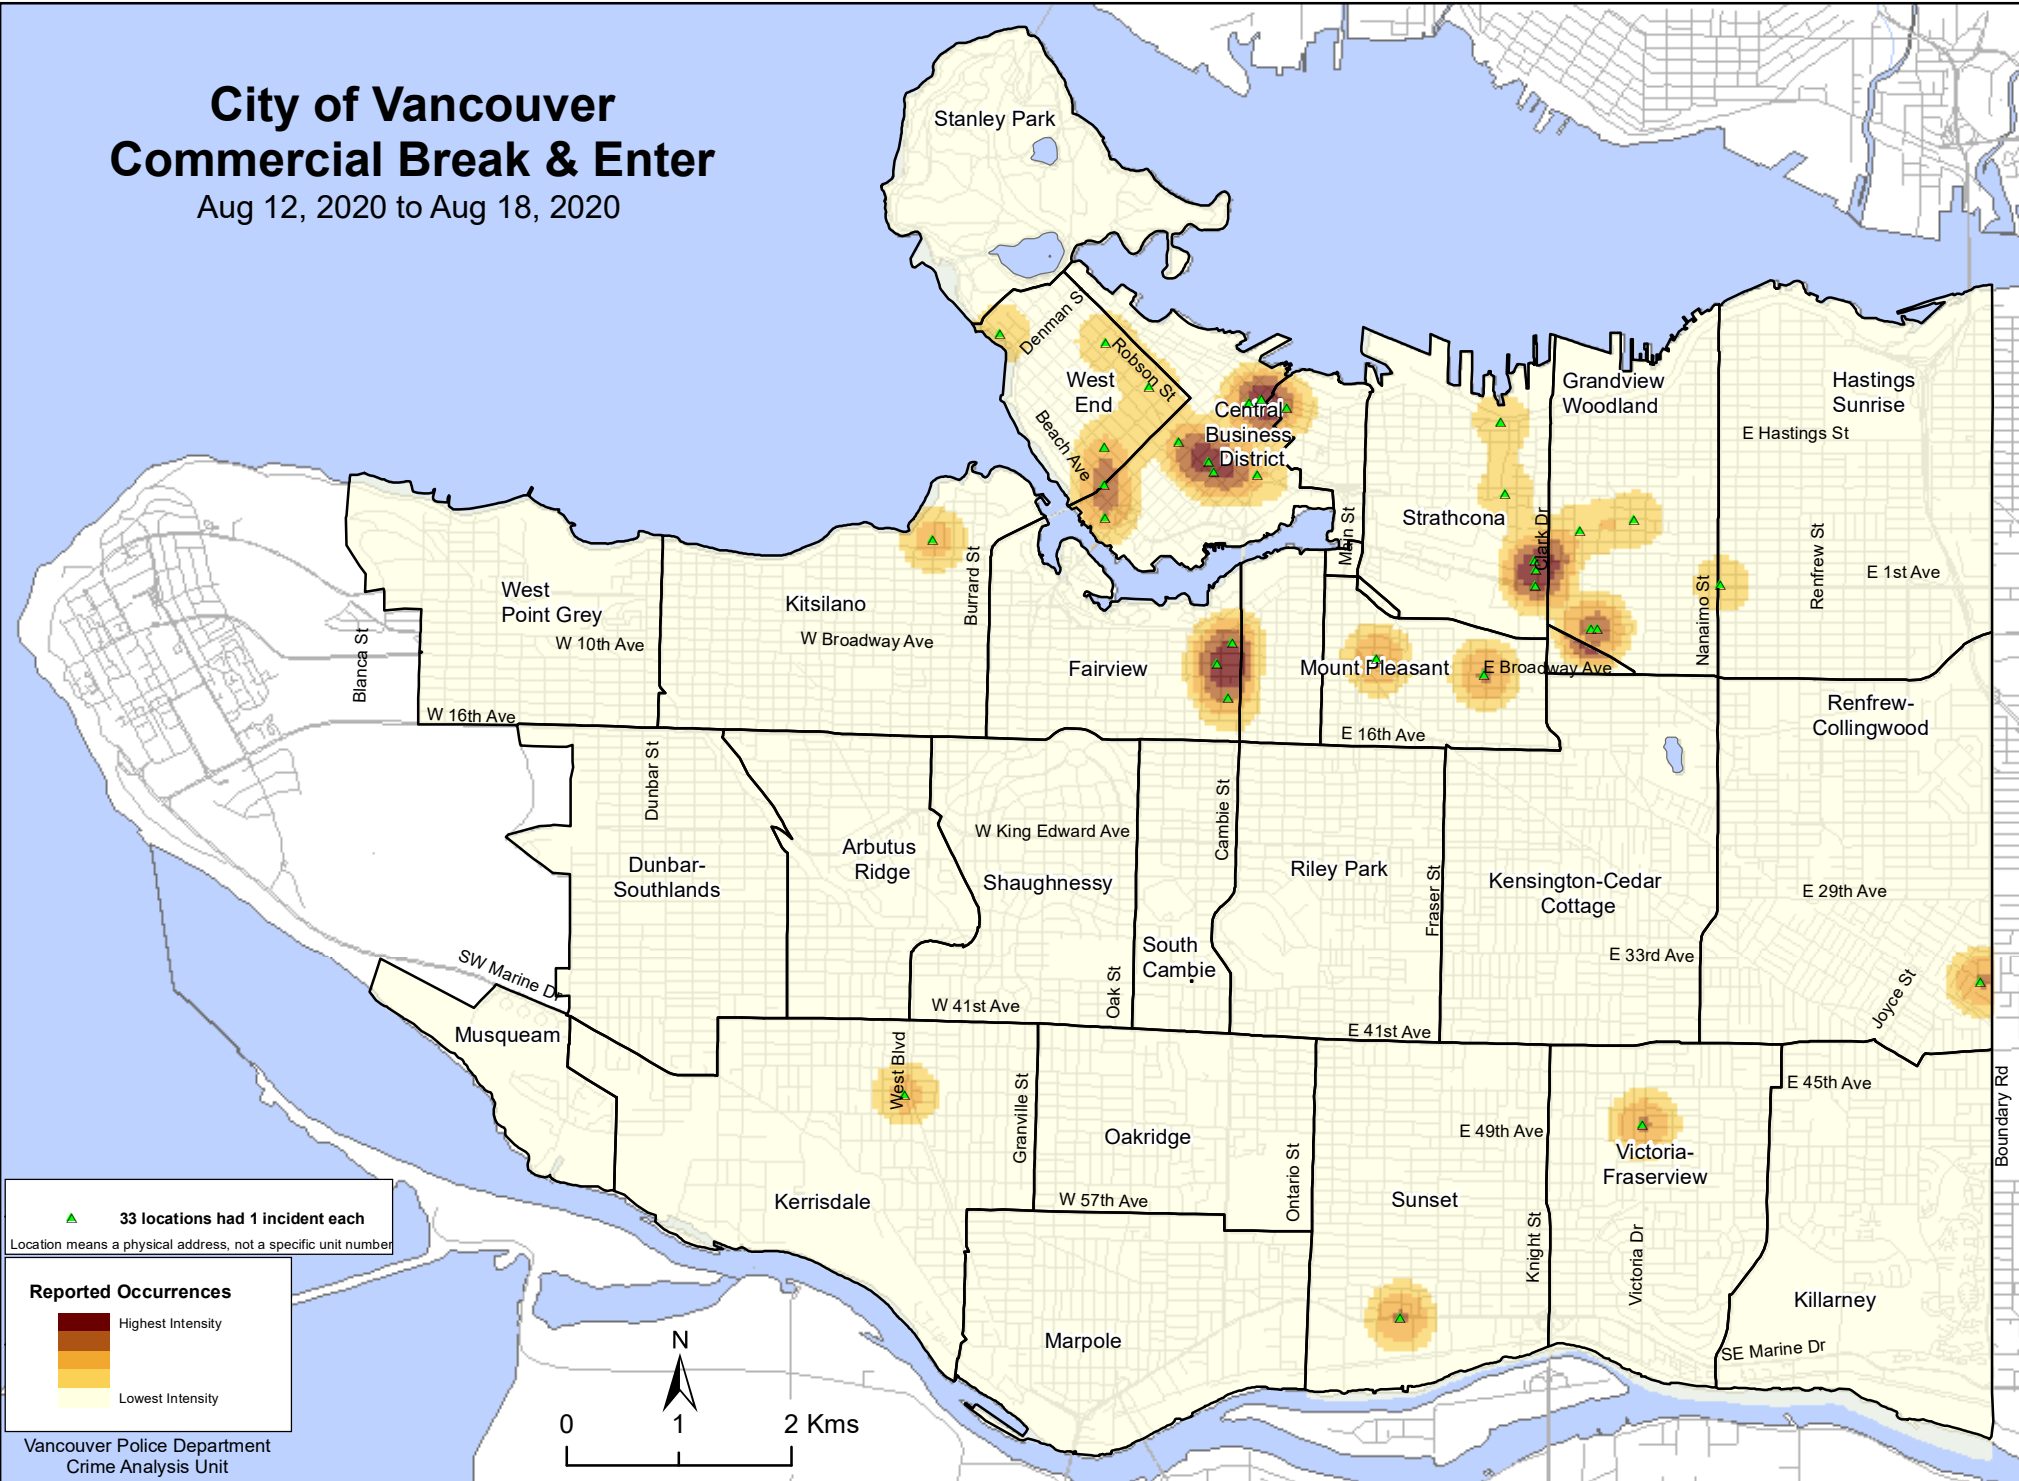 City of Vancouver
Commercial Break & Enter
Aug 12, 2020 to Aug 18, 2020
Stanley Park
Denman S
Robson St
West
End
Beach Ave
Central
Business
District
Grandview
Woodland
Hastings
Sunrise
E Hastings St
Main St
Strathcona
Clark Dr
Nanaimo St
Renfrew St
E 1st Ave
West
Point Grey
W 10th Ave
Blanca St
Kitsilano
W Broadway Ave
Burrard St
Fairview
Mount Pleasant
E Broadway Ave
W 16th Ave
E 16th Ave
Renfrew-
Collingwood
Dunbar St
Cambie St
W King Edward Ave
Arbutus
Ridge
Dunbar-
Southlands
Shaughnessy
Riley Park
Fraser St
Kensington-Cedar
Cottage
E 29th Ave
South
Cambie
E 33rd Ave
SW Marine Dr
Oak St
W 41st Ave
Joyce St
Musqueam
E 41st Ave
West Blvd
Granville St
E 45th Ave
Boundary Rd
Oakridge
E 49th Ave
Victoria-
Fraserview
Ontario St
Kerrisdale
W 57th Ave
Sunset
Knight St
Victoria Dr
Killarney
Marpole
SE Marine Dr
33 locations had 1 incident each
Location means a physical address, not a specific unit number
Reported Occurrences
Highest Intensity
Lowest Intensity
N
0 1 2 Kms
Vancouver Police Department
Crime Analysis Unit